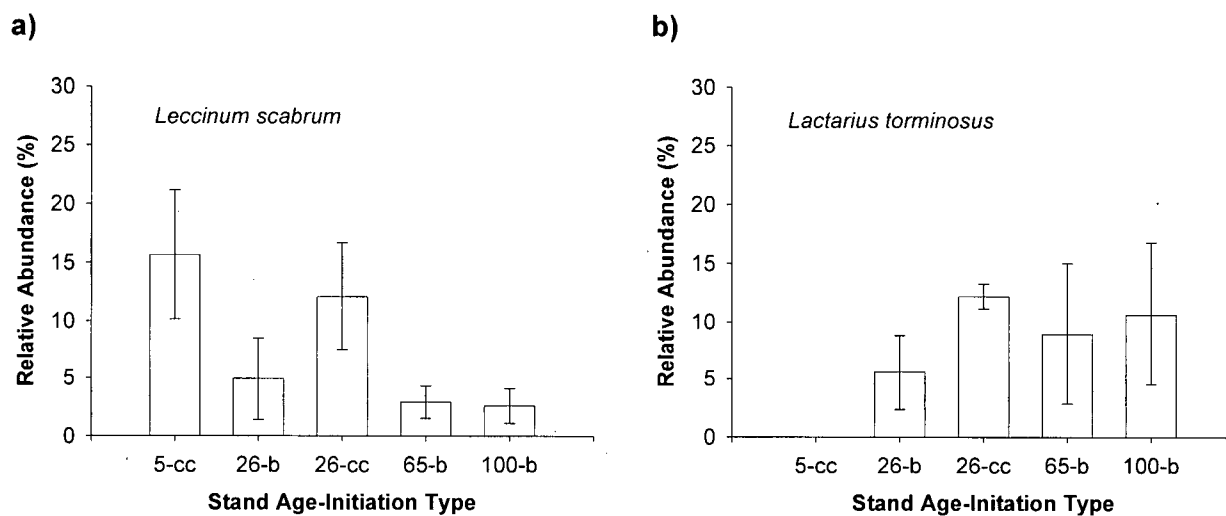 a)
Relative Abundance (%)
30
25
20
15
10
5
0
Leccinum scabrum
5-cc 26-b 26-cc 65-b 100-b
Stand Age-Initiation Type
b)
Relative Abundance (%)
30
25
20
15
10
5
0
Lactarius torminosus
5-cc 26-b 26-cc 65-b 100-b
Stand Age-Initation Type